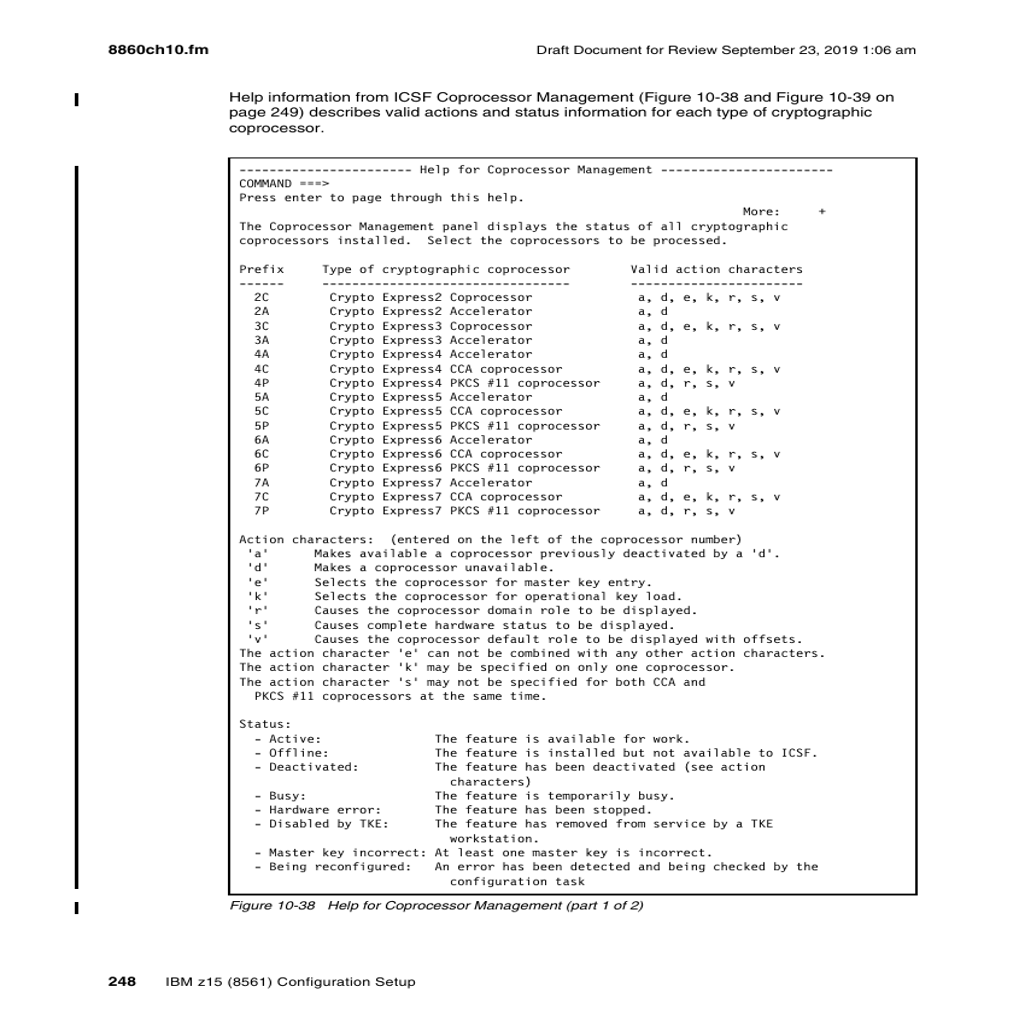 8860ch10.fm Draft Document for Review September 23, 2019 1:06 am
Help information from ICSF Coprocessor Management (Figure 10-38 and Figure 10-39 on
page 249) describes valid actions and status information for each type of cryptographic
coprocessor.
----------------------- Help for Coprocessor Management -----------------------
COMMAND ===>
Press enter to page through this help.
More: +
The Coprocessor Management panel displays the status of all cryptographic
coprocessors installed. Select the coprocessors to be processed.
Prefix Type of cryptographic coprocessor Valid action characters
------ --------------------------------- -----------------------
2C Crypto Express2 Coprocessor a, d, e, k, r, s, v
2A Crypto Express2 Accelerator a, d
3C Crypto Express3 Coprocessor a, d, e, k, r, s, v
3A Crypto Express3 Accelerator a, d
4A Crypto Express4 Accelerator a, d
4C Crypto Express4 CCA coprocessor a, d, e, k, r, s, v
4P Crypto Express4 PKCS #11 coprocessor a, d, r, s, v
5A Crypto Express5 Accelerator a, d
5C Crypto Express5 CCA coprocessor a, d, e, k, r, s, v
5P Crypto Express5 PKCS #11 coprocessor a, d, r, s, v
6A Crypto Express6 Accelerator a, d
6C Crypto Express6 CCA coprocessor a, d, e, k, r, s, v
6P Crypto Express6 PKCS #11 coprocessor a, d, r, s, v
7A Crypto Express7 Accelerator a, d
7C Crypto Express7 CCA coprocessor a, d, e, k, r, s, v
7P Crypto Express7 PKCS #11 coprocessor a, d, r, s, v
Action characters: (entered on the left of the coprocessor number)
'a' Makes available a coprocessor previously deactivated by a 'd'.
'd' Makes a coprocessor unavailable.
'e' Selects the coprocessor for master key entry.
'k' Selects the coprocessor for operational key load.
'r' Causes the coprocessor domain role to be displayed.
's' Causes complete hardware status to be displayed.
'v' Causes the coprocessor default role to be displayed with offsets.
The action character 'e' can not be combined with any other action characters.
The action character 'k' may be specified on only one coprocessor.
The action character 's' may not be specified for both CCA and
PKCS #11 coprocessors at the same time.
Status:
- Active: The feature is available for work.
- Offline: The feature is installed but not available to ICSF.
- Deactivated: The feature has been deactivated (see action
characters)
- Busy: The feature is temporarily busy.
- Hardware error: The feature has been stopped.
- Disabled by TKE: The feature has removed from service by a TKE
workstation.
- Master key incorrect: At least one master key is incorrect.
- Being reconfigured: An error has been detected and being checked by the
configuration task
Figure 10-38 Help for Coprocessor Management (part 1 of 2)
248 IBM z15 (8561) Configuration Setup